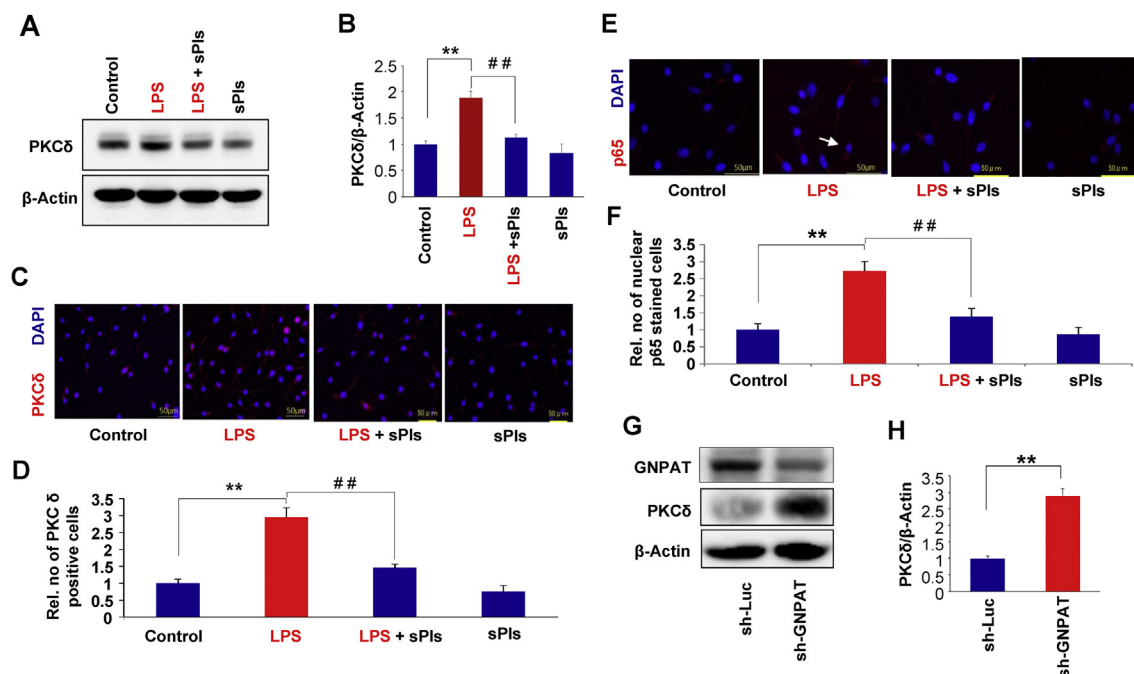 A
Control
LPS
LPS + sPls
sPls
PKCδ
β-Actin
B
** ##
PKCδ/β-Actin
2.5
2
1.5
1
0.5
0
Control
LPS
LPS +sPls
sPls
C
PKCδ DAPI
50μm
50μm
50μm
50μm
Control
LPS
LPS + sPls
sPls
D
Rel. no of PKC δ
positive cells
3.5
3
2.5
2
1.5
1
0.5
0
** ##
Control
LPS
LPS + sPls
sPls
E
p65 DAPI
50μm
50μm
50μm
50μm
Control
LPS
LPS + sPls
sPls
F
Rel. no of nuclear
p65 stained cells
3.5
3
2.5
2
1.5
1
0.5
0
** ##
Control
LPS
LPS + sPls
sPls
G
GNPAT
PKCδ
β-Actin
sh-Luc
sh-GNPAT
H
**
PKCδ/β-Actin
3.5
3
2.5
2
1.5
1
0.5
0
sh-Luc
sh-GNPAT